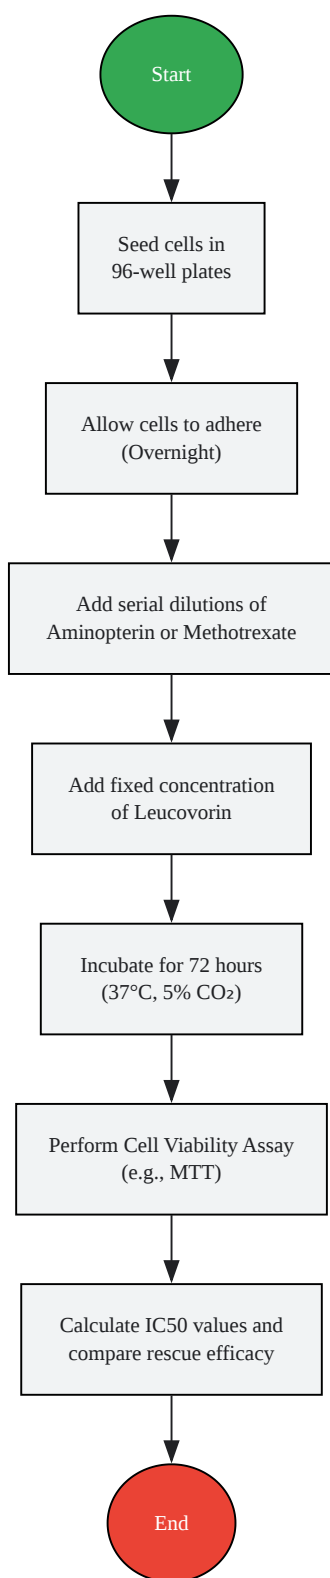 Start
Seed cells in
96-well plates
Allow cells to adhere
(Overnight)
Add serial dilutions of
Aminopterin or Methotrexate
Add fixed concentration
of Leucovorin
Incubate for 72 hours
(37°C, 5% CO₂)
Perform Cell Viability Assay
(e.g., MTT)
Calculate IC50 values and
compare rescue efficacy
End